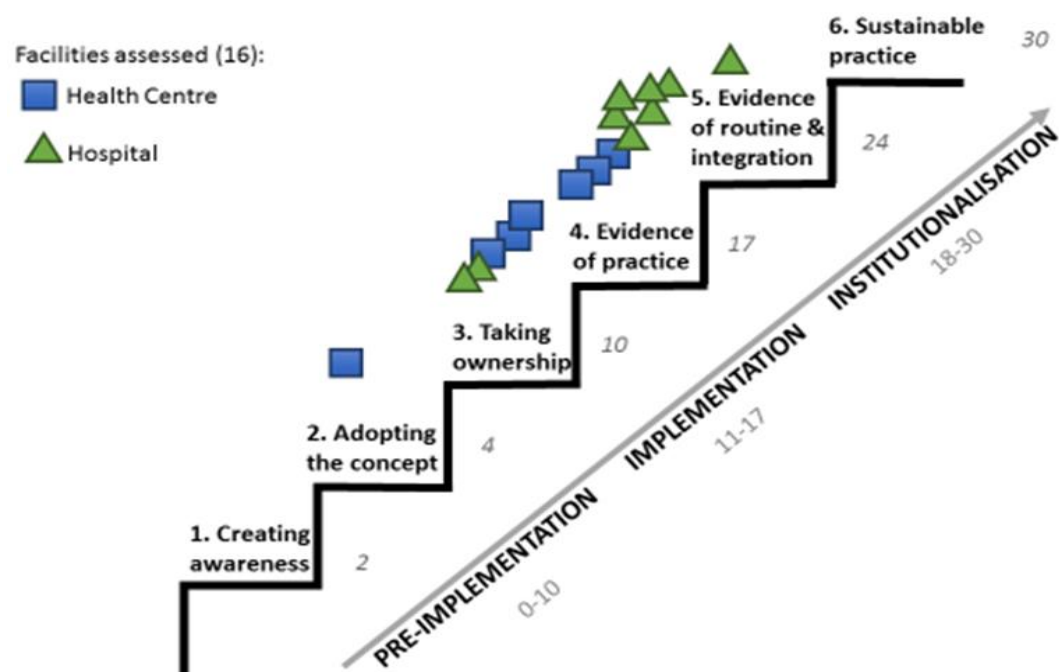 Facilities assessed (16):
Health Centre
Hospital
6. Sustainable
practice
30
5. Evidence
of routine &
integration
24
4. Evidence
of practice
17
3. Taking
ownership
10
2. Adopting
the concept
4
1. Creating
awareness
2
PRE-IMPLEMENTATION
0-10
IMPLEMENTATION
11-17
INSTITUTIONALISATION
18-30